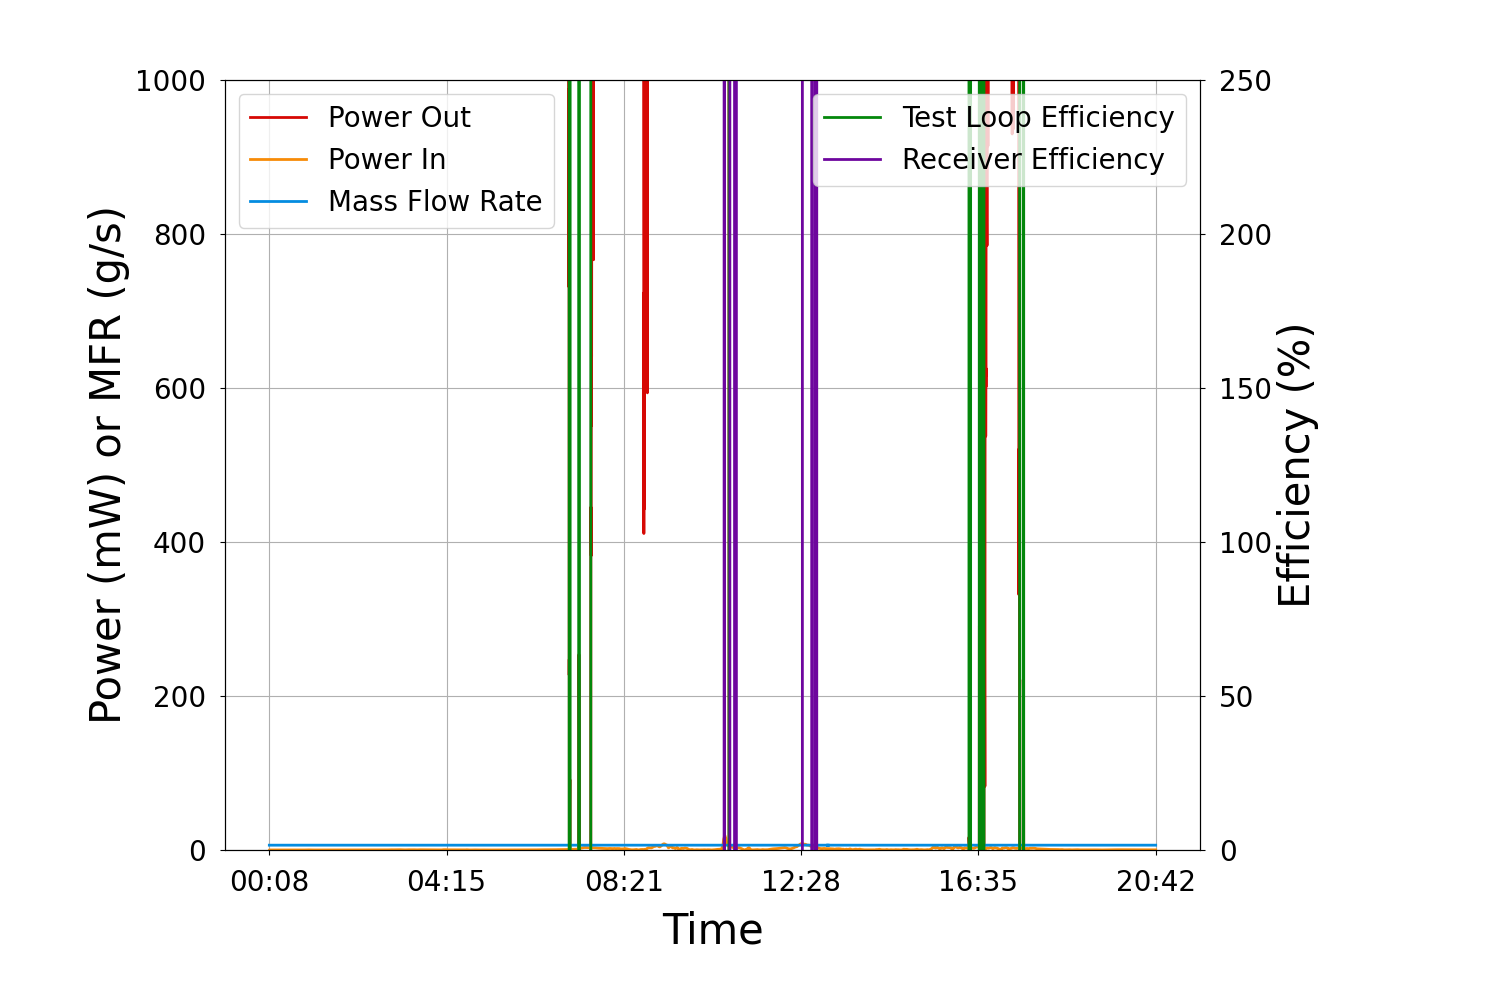 1000
800
600
400
200
0
Power (mW) or MFR (g/s)
Power Out
Power In
Mass Flow Rate
Test Loop Efficiency
Receiver Efficiency
250
200
150
100
50
0
Efficiency (%)
00:08 04:15 08:21 12:28 16:35 20:42
Time